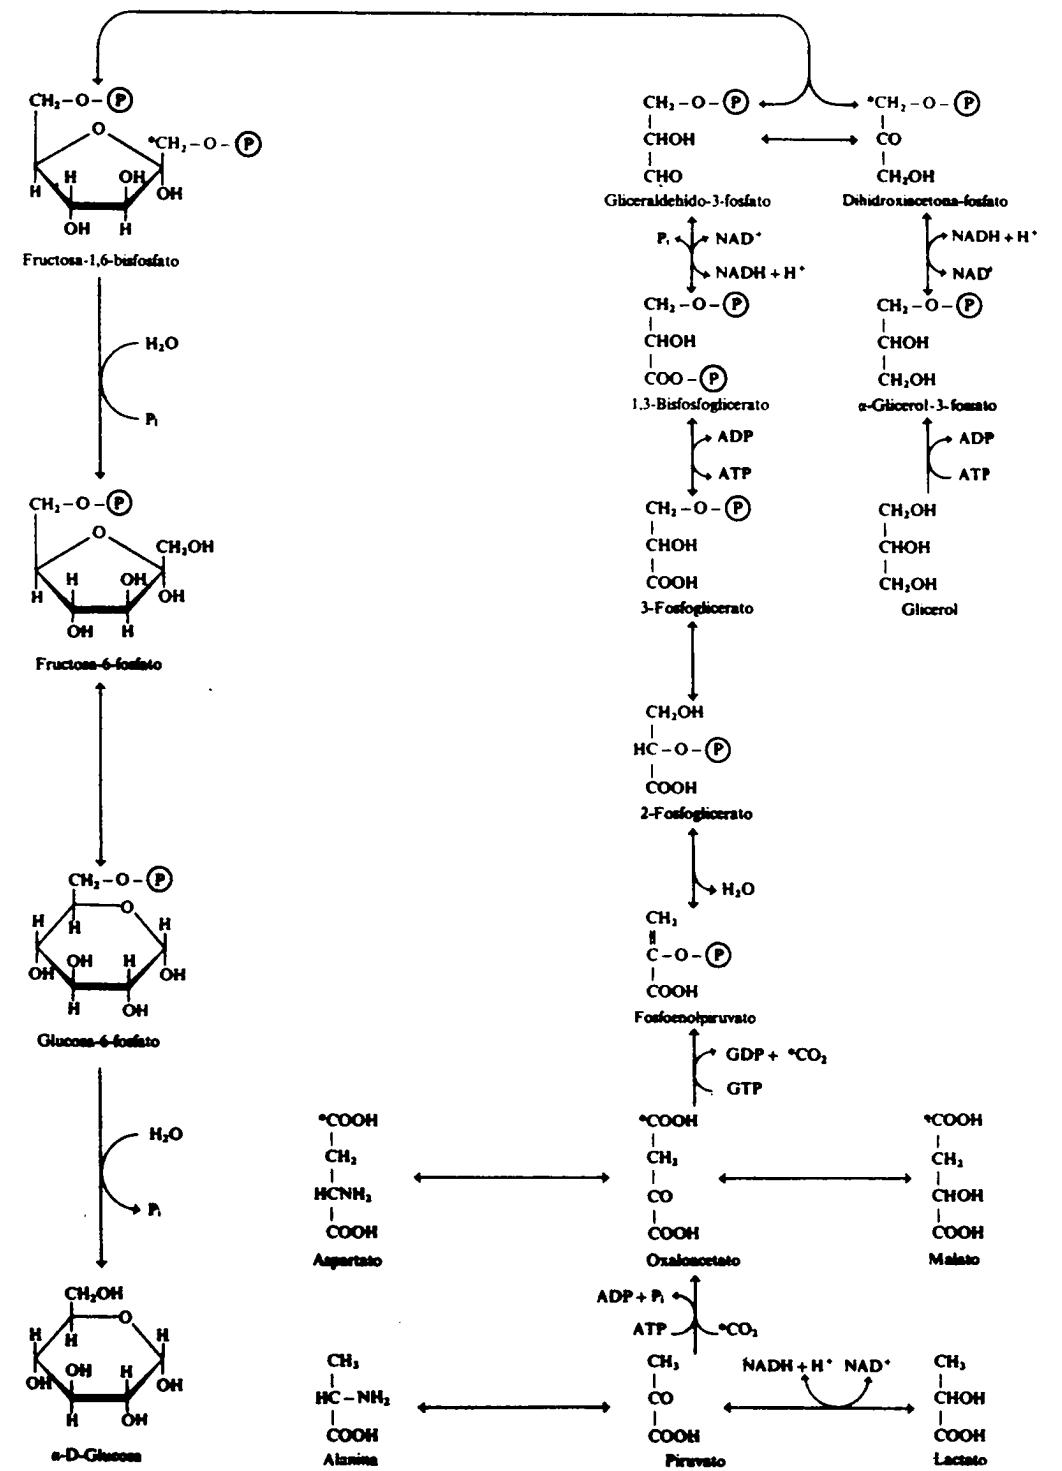 CH₂-O-Ⓟ
O
*CH₂-O-Ⓟ
H
H
OH
OH
OH
H
Fructosa-1,6-bisfosfato
H₂O
Pᵢ
CH₂-O-Ⓟ
O
CH₂OH
H
H
OH
OH
OH
H
Fructosa-6-fosfato
CH₂-O-Ⓟ
O
H
H
H
OH
OH
H
OH
H
OH
Glucosa-6-fosfato
H₂O
Pᵢ
CH₂OH
O
H
H
H
OH
OH
H
OH
H
OH
α-D-Glucosa
CH₂-O-Ⓟ
CHOH
CHO
Gliceraldehido-3-fosfato
*CH₂-O-Ⓟ
CO
CH₂OH
Dihidroxiacetona-fosfato
Pᵢ
NAD⁺
NADH + H⁺
NADH + H⁺
NAD⁺
CH₂-O-Ⓟ
CHOH
COO-Ⓟ
1,3-Bisfosfoglicerato
CH₂-O-Ⓟ
CHOH
CH₂OH
α-Glicerol-3-fosfato
ADP
ATP
ADP
ATP
CH₂-O-Ⓟ
CHOH
COOH
3-Fosfoglicerato
CH₂OH
CHOH
CH₂OH
Glicerol
CH₂OH
HC-O-Ⓟ
COOH
2-Fosfoglicerato
H₂O
CH₂
C-O-Ⓟ
COOH
Fosfoenolpiruvato
GDP + *CO₂
GTP
*COOH
CH₂
HCNH₂
COOH
Aspartato
*COOH
CH₂
CO
COOH
Oxaloacetato
*COOH
CH₂
CHOH
COOH
Malato
ADP + Pᵢ
ATP
*CO₂
CH₃
HC-NH₂
COOH
Alanina
CH₃
CO
COOH
Piruvato
NADH + H⁺ NAD⁺
CH₃
CHOH
COOH
Lactato